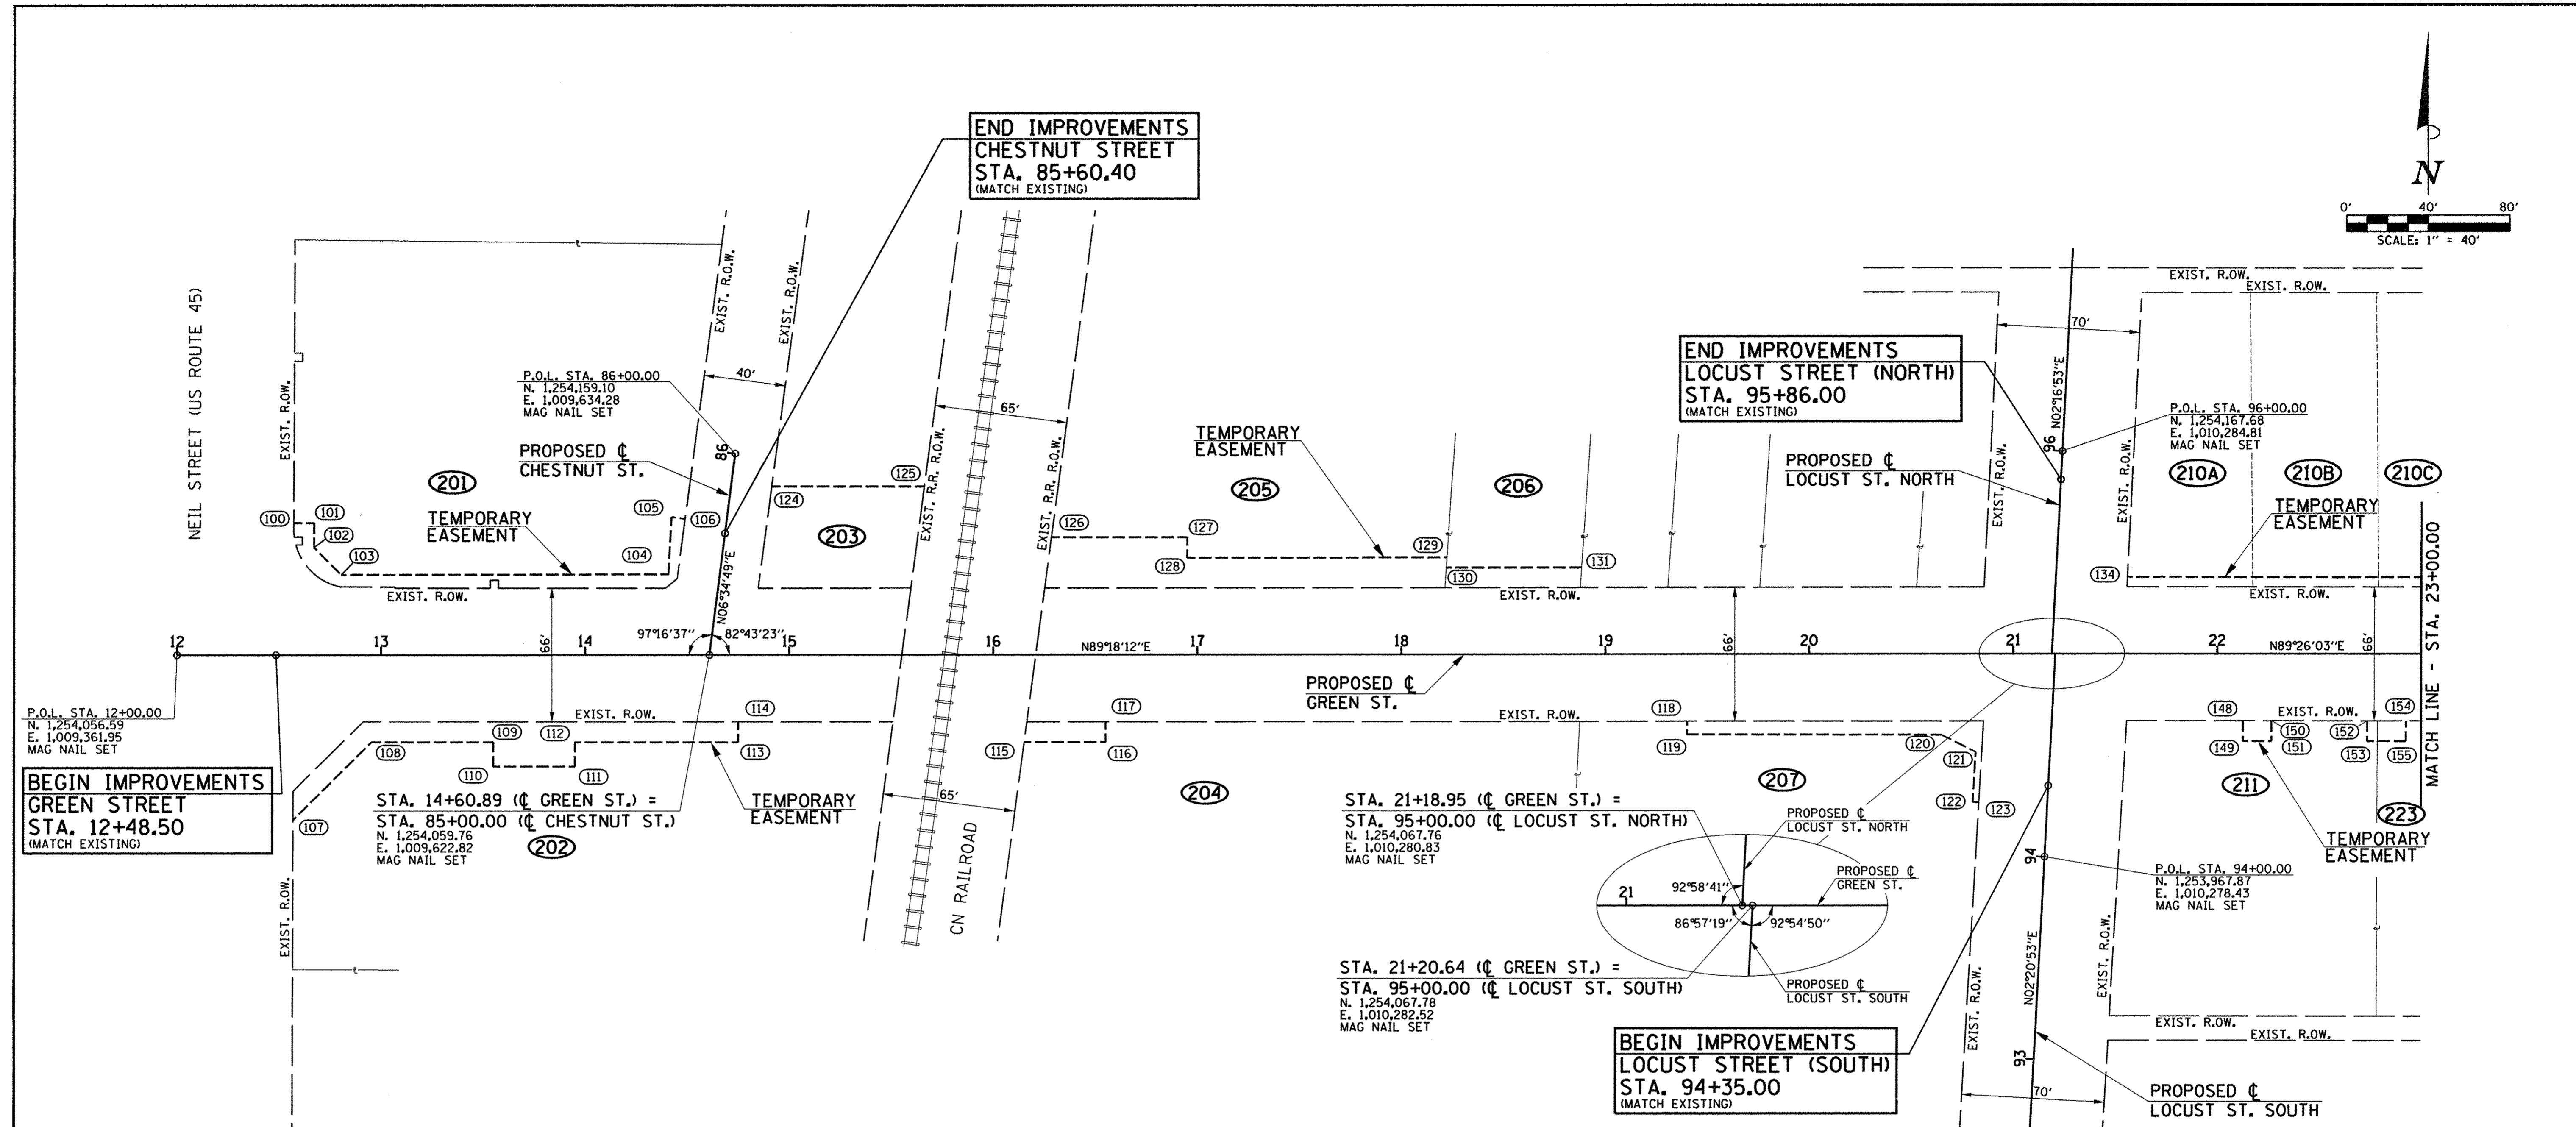 END IMPROVEMENTS
CHESTNUT STREET
STA. 85+60.40
(MATCH EXISTING)
N
0' 40' 80'
SCALE: 1" = 40'
NEIL STREET (US ROUTE 45)
EXIST. R.O.W.
EXIST. R.O.W.
EXIST. R.O.W.
40'
65'
P.O.L. STA. 86+00.00
N. 1,254,159.10
E. 1,009,634.28
MAG NAIL SET
PROPOSED ℄
CHESTNUT ST.
86
201
TEMPORARY
EASEMENT
100
101
102
103
104
105
106
EXIST. R.O.W.
N06°34'49"E
124
125
203
EXIST. R.R. R.O.W.
EXIST. R.R. R.O.W.
126
127
128
TEMPORARY
EASEMENT
205
129
130
206
131
EXIST. R.O.W.
END IMPROVEMENTS
LOCUST STREET (NORTH)
STA. 95+86.00
(MATCH EXISTING)
PROPOSED ℄
LOCUST ST. NORTH
EXIST. R.O.W.
EXIST. R.O.W.
70'
N02°16'53"E
96
P.O.L. STA. 96+00.00
N. 1,254,167.68
E. 1,010,284.81
MAG NAIL SET
EXIST. R.O.W.
EXIST. R.O.W.
210A
210B
210C
TEMPORARY
EASEMENT
134
EXIST. R.O.W.
MATCH LINE - STA. 23+00.00
12 13 14 15 16 17 18 19 20 21 22
97°16'37"
82°43'23"
66'
N89°18'12"E
66'
N89°26'03"E
66'
PROPOSED ℄
GREEN ST.
P.O.L. STA. 12+00.00
N. 1,254,056.59
E. 1,009,361.95
MAG NAIL SET
BEGIN IMPROVEMENTS
GREEN STREET
STA. 12+48.50
(MATCH EXISTING)
EXIST. R.O.W.
107
108
109
110
111
112
113
114
STA. 14+60.89 (℄ GREEN ST.) =
STA. 85+00.00 (℄ CHESTNUT ST.)
N. 1,254,059.76
E. 1,009,622.82
MAG NAIL SET
202
TEMPORARY
EASEMENT
EXIST. R.O.W.
65'
CN RAILROAD
115
116
117
204
EXIST. R.O.W.
118
119
120
121
122
123
207
STA. 21+18.95 (℄ GREEN ST.) =
STA. 95+00.00 (℄ LOCUST ST. NORTH)
N. 1,254,067.76
E. 1,010,280.83
MAG NAIL SET
PROPOSED ℄
LOCUST ST. NORTH
PROPOSED ℄
GREEN ST.
21
92°58'41"
86°57'19"
92°54'50"
STA. 21+20.64 (℄ GREEN ST.) =
STA. 95+00.00 (℄ LOCUST ST. SOUTH)
N. 1,254,067.78
E. 1,010,282.52
MAG NAIL SET
PROPOSED ℄
LOCUST ST. SOUTH
BEGIN IMPROVEMENTS
LOCUST STREET (SOUTH)
STA. 94+35.00
(MATCH EXISTING)
148
149
EXIST. R.O.W.
150
151
152
153
154
155
211
223
TEMPORARY
EASEMENT
94
P.O.L. STA. 94+00.00
N. 1,253,967.87
E. 1,010,278.43
MAG NAIL SET
N02°20'53"E
EXIST. R.O.W.
EXIST. R.O.W.
EXIST. R.O.W.
EXIST. R.O.W.
93
70'
PROPOSED ℄
LOCUST ST. SOUTH